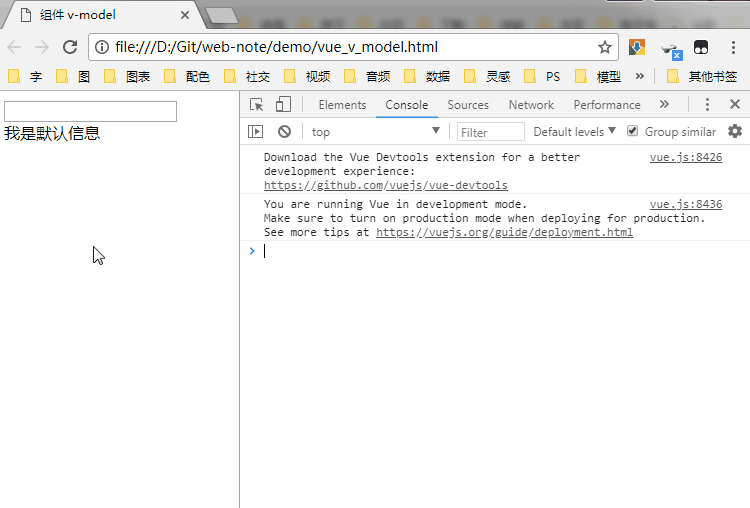 组件 v-model
file:///D:/Git/web-note/demo/vue_v_model.html
字 图 图表 配色 社交 视频 音频 数据 灵感 PS 模型 » 其他书签
我是默认信息
Elements Console Sources Network Performance »
top Filter Default levels Group similar
Download the Vue Devtools extension for a better vue.js:8426
development experience:
https://github.com/vuejs/vue-devtools
You are running Vue in development mode. vue.js:8436
Make sure to turn on production mode when deploying for production.
See more tips at https://vuejs.org/guide/deployment.html